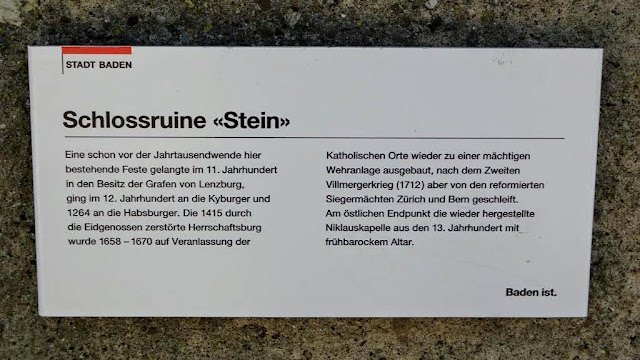 STADT BADEN
Schlossruine «Stein»
Eine schon vor der Jahrtausendwende hier
bestehende Feste gelangte im 11. Jahrhundert
in den Besitz der Grafen von Lenzburg,
ging im 12. Jahrhundert an die Kyburger und
1264 an die Habsburger. Die 1415 durch
die Eidgenossen zerstörte Herrschaftsburg
wurde 1658 – 1670 auf Veranlassung der
Katholischen Orte wieder zu einer mächtigen
Wehranlage ausgebaut, nach dem Zweiten
Villmergerkrieg (1712) aber von den reformierten
Siegermächten Zürich und Bern geschleift.
Am östlichen Endpunkt die wieder hergestellte
Niklauskapelle aus den 13. Jahrhundert mit
frühbarockem Altar.
Baden ist.